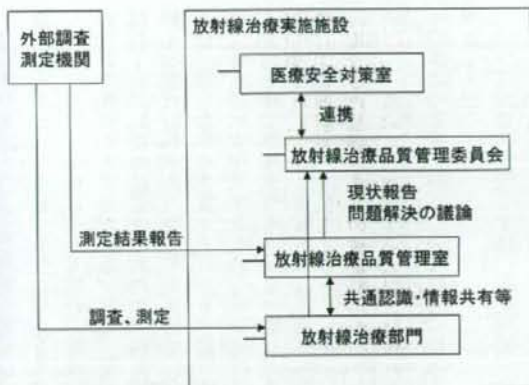 外部調査
測定機関
放射線治療実施施設
医療安全対策室
連携
放射線治療品質管理委員会
現状報告
問題解決の議論
測定結果報告
放射線治療品質管理室
共通認識・情報共有等
調査、測定
放射線治療部門